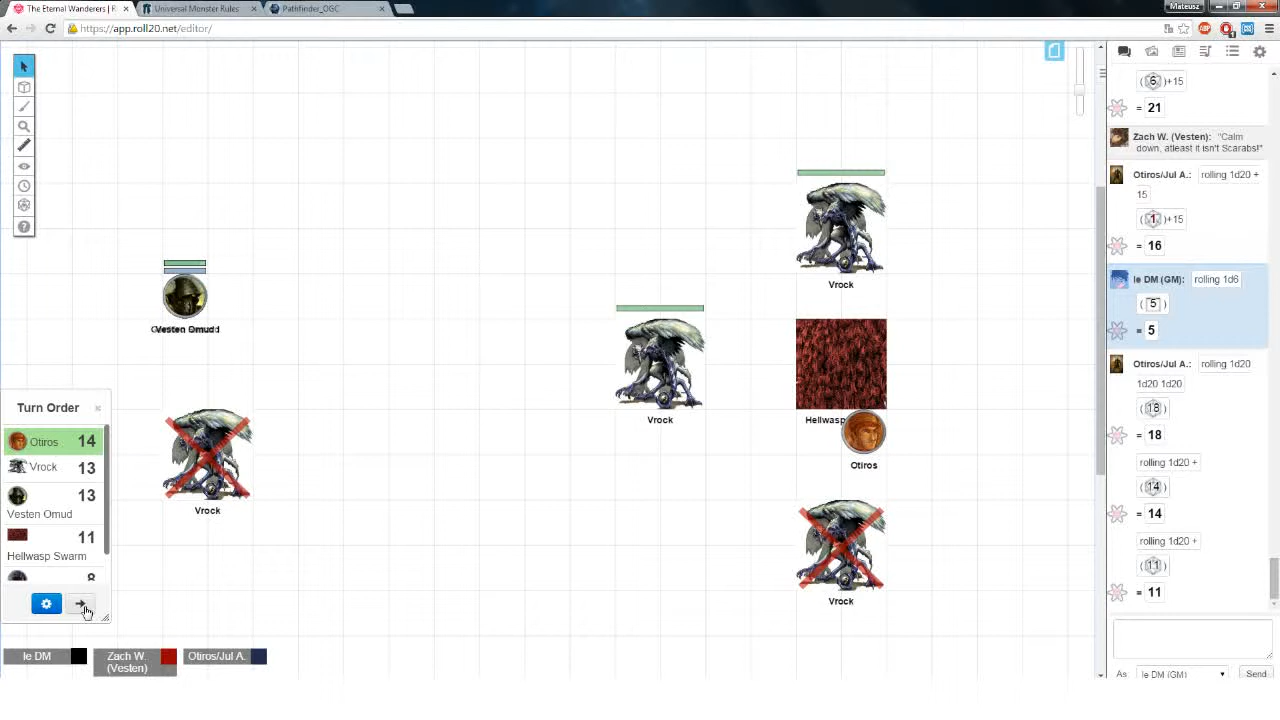 The Eternal Wanderers | R
Universal Monster Rules
Pathfinder_OGC
Mateusz
https://app.roll20.net/editor/
(6)+15
= 21
Zach W. (Vesten): "Calm
down, atleast it isn't Scarabs!"
Otiros/Jul A.: rolling 1d20 +
15
(1)+15
= 16
le DM (GM): rolling 1d6
(5)
= 5
Otiros/Jul A.: rolling 1d20
1d20 1d20
(18)
= 18
rolling 1d20 +
(14)
= 14
rolling 1d20 +
(11)
= 11
As: le DM (GM)
Send
Vrock
Vesten Omud
Vrock
Hellwasp
Otiros
Vrock
Vrock
Turn Order
Otiros 14
Vrock 13
13
Vesten Omud
11
Hellwasp Swarm
8
le DM
Zach W.
(Vesten)
Otiros/Jul A.